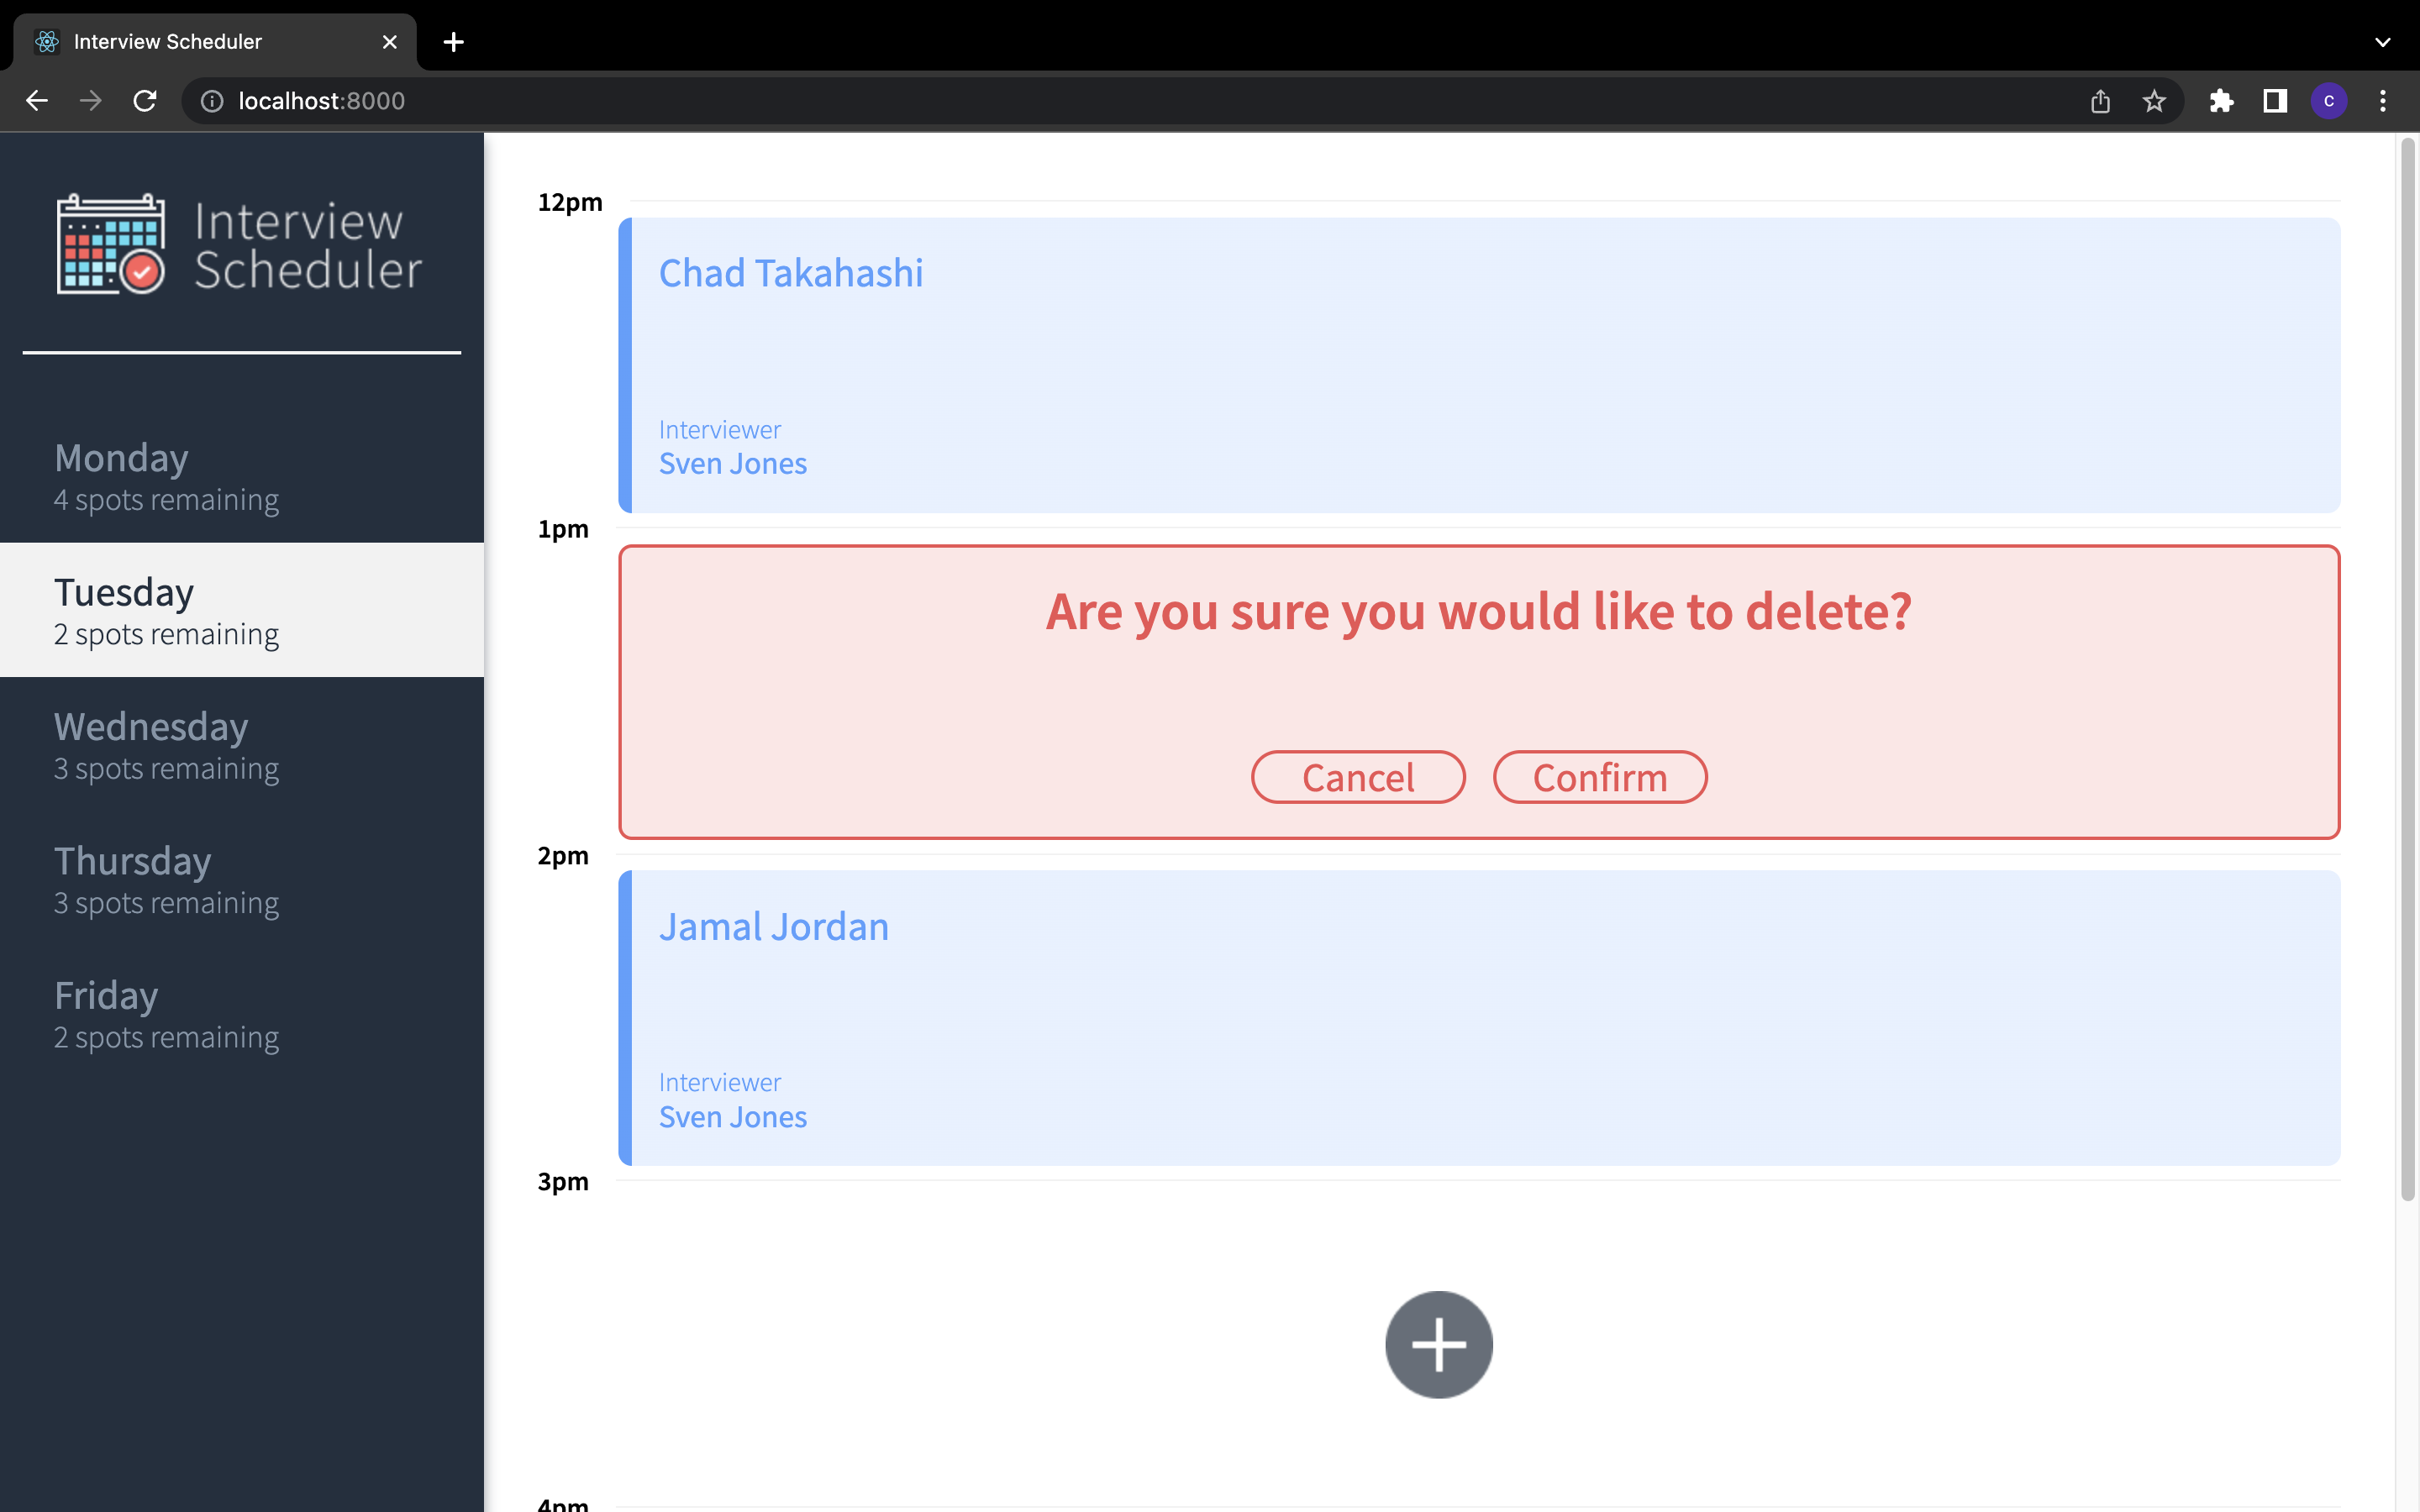 Interview Scheduler
localhost:8000
C
Interview
Scheduler
Monday
4 spots remaining
Tuesday
2 spots remaining
Wednesday
3 spots remaining
Thursday
3 spots remaining
Friday
2 spots remaining
12pm
Chad Takahashi
Interviewer
Sven Jones
1pm
Are you sure you would like to delete?
Cancel Confirm
2pm
Jamal Jordan
Interviewer
Sven Jones
3pm
4pm